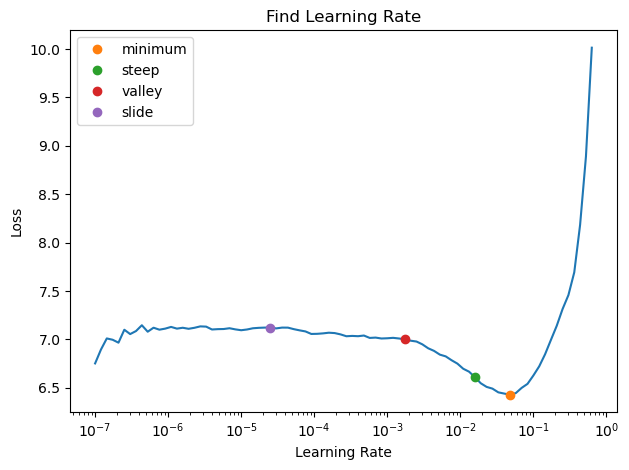 Find Learning Rate
minimum
steep
valley
slide
Loss
10.0
9.5
9.0
8.5
8.0
7.5
7.0
6.5
10⁻⁷ 10⁻⁶ 10⁻⁵ 10⁻⁴ 10⁻³ 10⁻² 10⁻¹ 10⁰
Learning Rate